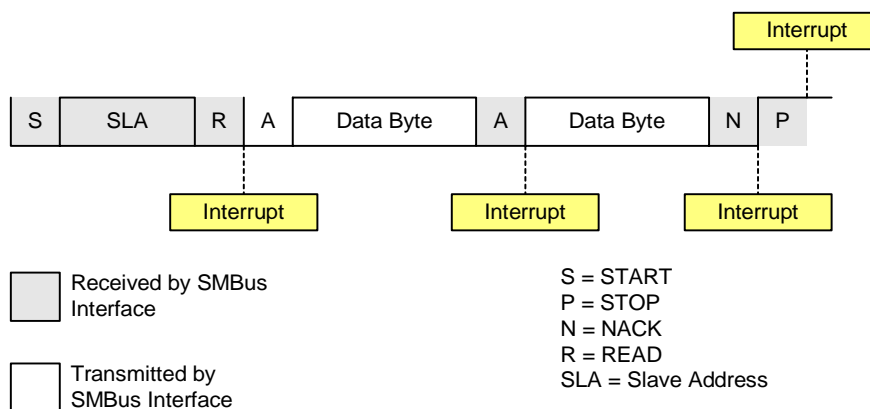 Interrupt
S SLA R A Data Byte A Data Byte N P
Interrupt Interrupt Interrupt
Received by SMBus
Interface
Transmitted by
SMBus Interface
S = START
P = STOP
N = NACK
R = READ
SLA = Slave Address